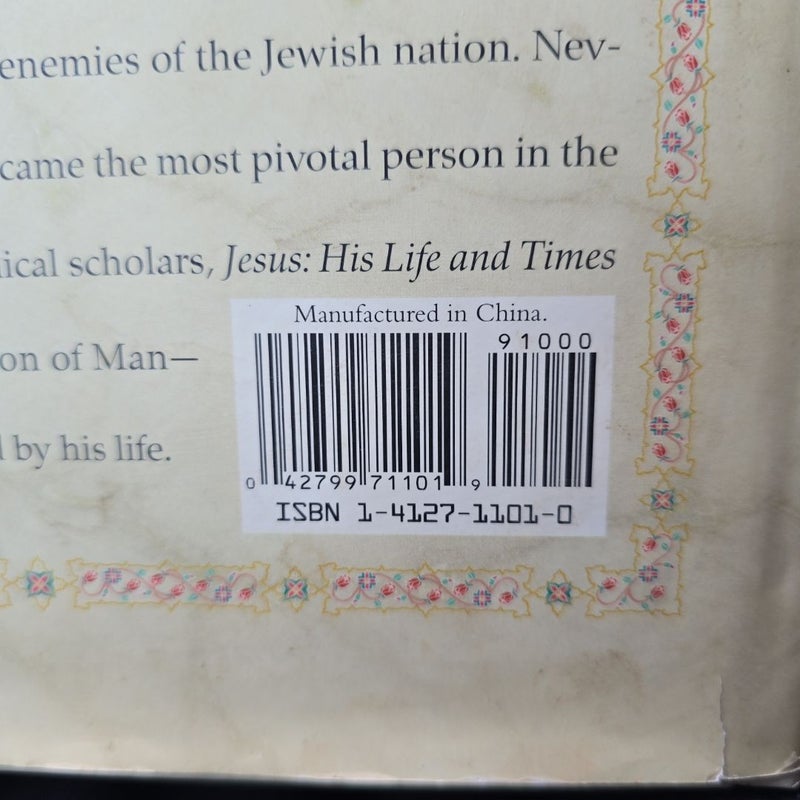 enemies of the Jewish nation. Nev-
came the most pivotal person in the
ical scholars, Jesus: His Life and Times
Manufactured in China.
91000
on of Man—
by his life.
0 42799 71101 9
ISBN 1-4127-1101-0